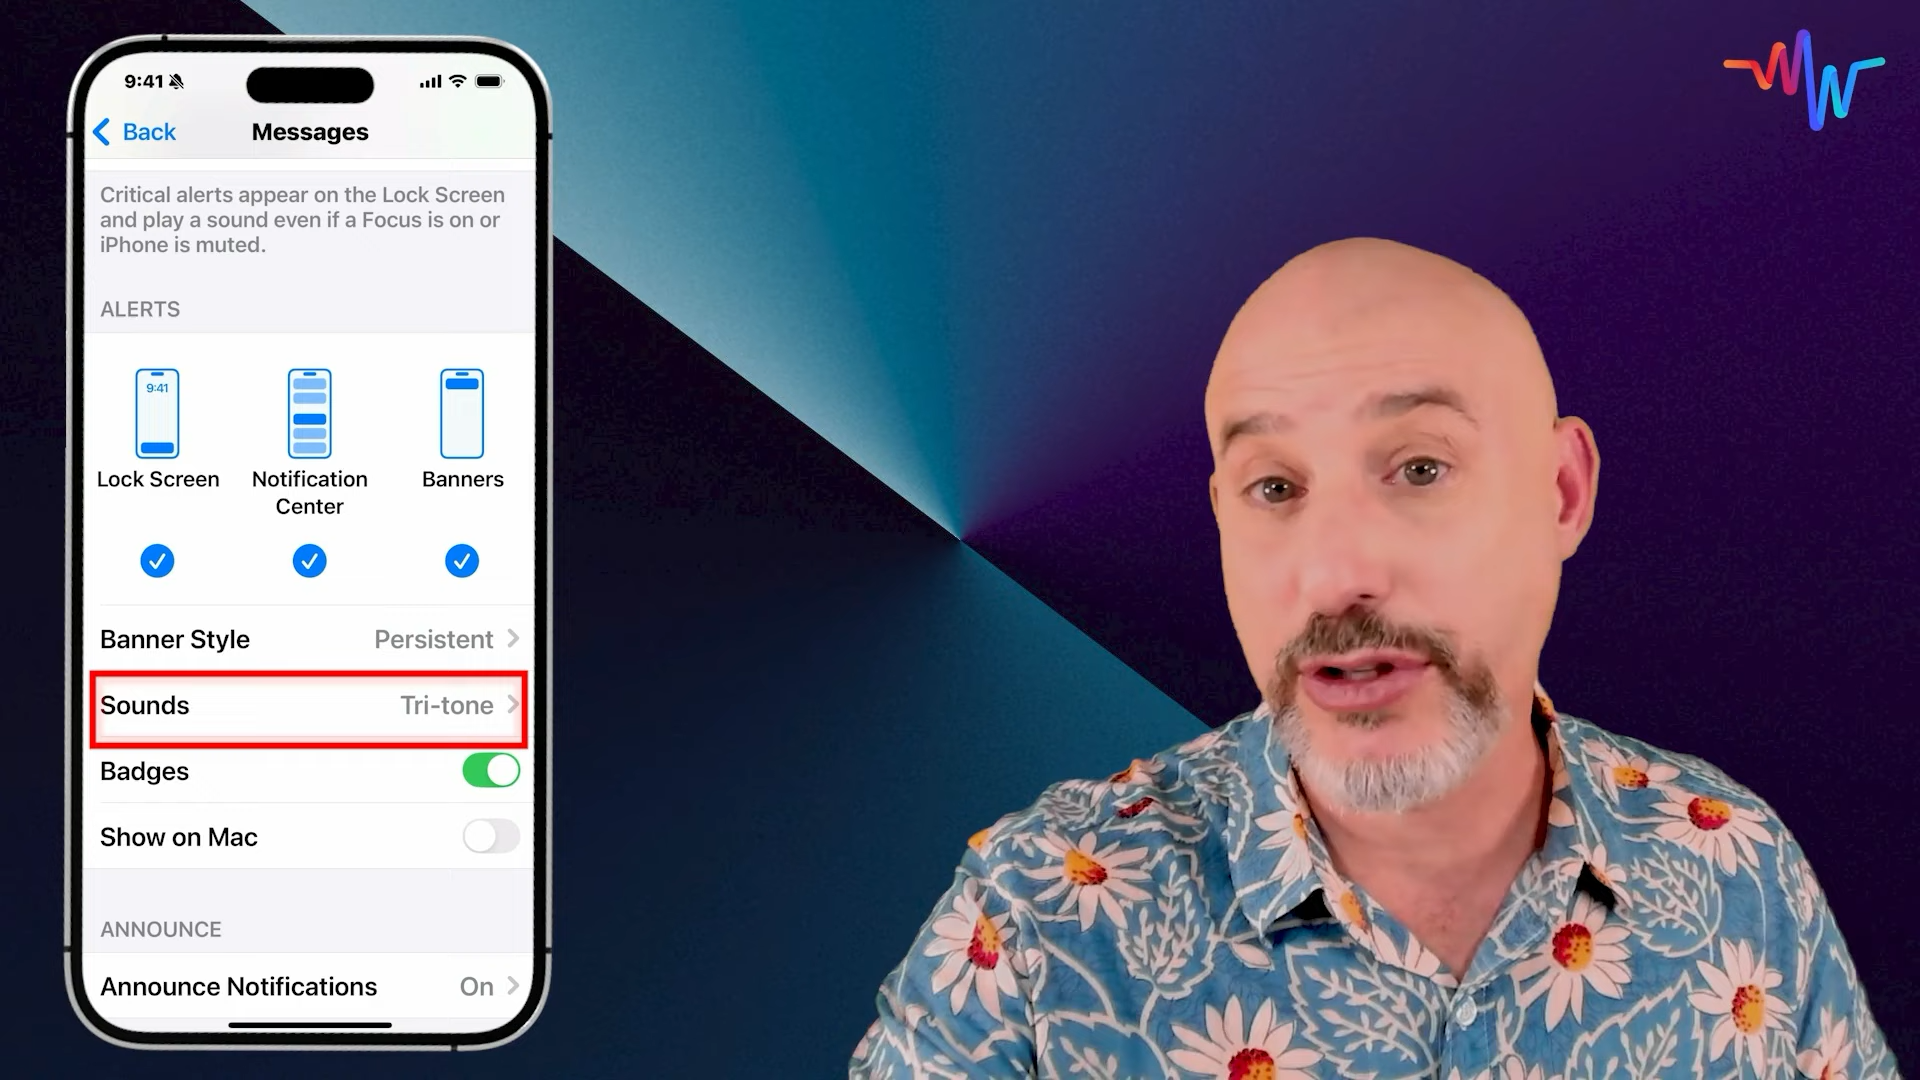 9:41
Back
Messages
Critical alerts appear on the Lock Screen
and play a sound even if a Focus is on or
iPhone is muted.
ALERTS
9:41
Lock Screen
Notification
Center
Banners
Banner Style Persistent
Sounds Tri-tone
Badges
Show on Mac
ANNOUNCE
Announce Notifications On